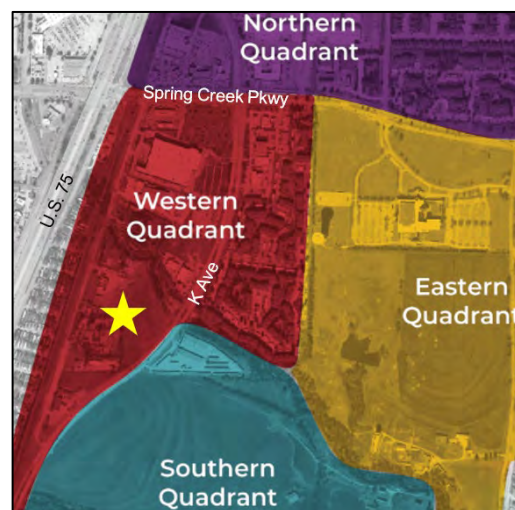 Northern
Quadrant
Spring Creek Pkwy
U.S. 75
Western
Quadrant
K Ave
Eastern
Quadrant
Southern
Quadrant